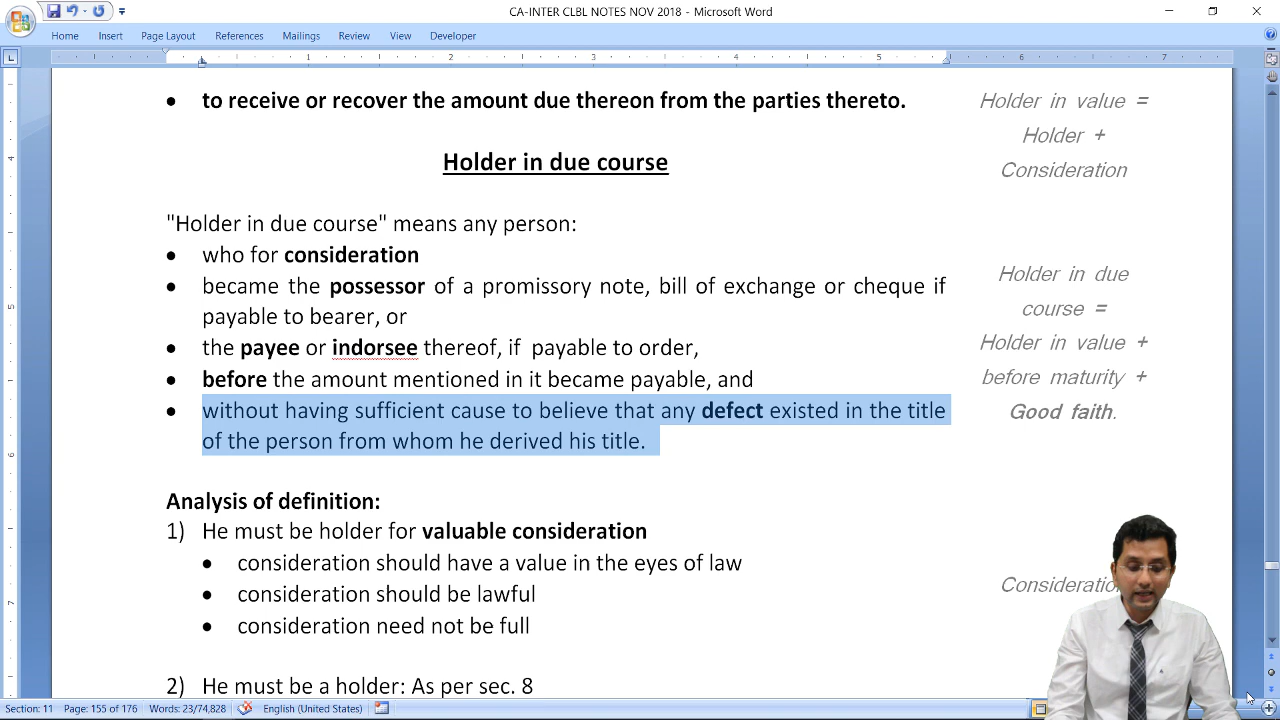 CA-INTER CLBL NOTES NOV 2018 - Microsoft Word
Home Insert Page Layout References Mailings Review View Developer
1 2 3 4 5 6 7
• to receive or recover the amount due thereon from the parties thereto.
Holder in value =
Holder +
Consideration
Holder in due course
"Holder in due course" means any person:
• who for consideration
• became the possessor of a promissory note, bill of exchange or cheque if
payable to bearer, or
• the payee or indorsee thereof, if payable to order,
• before the amount mentioned in it became payable, and
• without having sufficient cause to believe that any defect existed in the title
of the person from whom he derived his title.
Holder in due
course =
Holder in value +
before maturity +
Good faith.
Analysis of definition:
1) He must be holder for valuable consideration
• consideration should have a value in the eyes of law
• consideration should be lawful
• consideration need not be full
2) He must be a holder: As per sec. 8
Section: 11 Page: 155 of 176 Words: 23/74,828 English (United States)